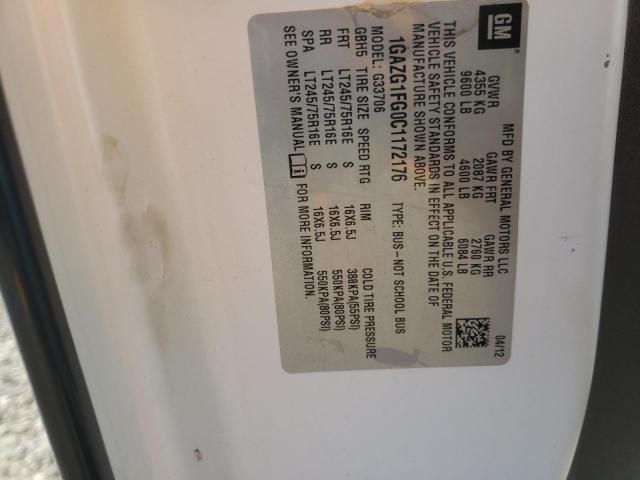 GM
MFD BY GENERAL MOTORS LLC
04/12
GVWR GAWR FRT GAWR RR
4355 KG 2087 KG 2760 KG
9600 LB 4600 LB 6084 LB
THIS VEHICLE CONFORMS TO ALL APPLICABLE U.S. FEDERAL MOTOR
VEHICLE SAFETY STANDARDS IN EFFECT ON THE DATE OF
MANUFACTURE SHOWN ABOVE.
1GAZG1FG0C1172176 TYPE: BUS-NOT SCHOOL BUS
MODEL: G33706
GBH5 TIRE SIZE SPEED RTG RIM COLD TIRE PRESSURE
FRT LT245/75R16E S 16X6.5J 380KPA(55PSI)
RR LT245/75R16E S 16X6.5J 550KPA(80PSI)
SPA LT245/75R16E S 16X6.5J 550KPA(80PSI)
SEE OWNER'S MANUAL FOR MORE INFORMATION.